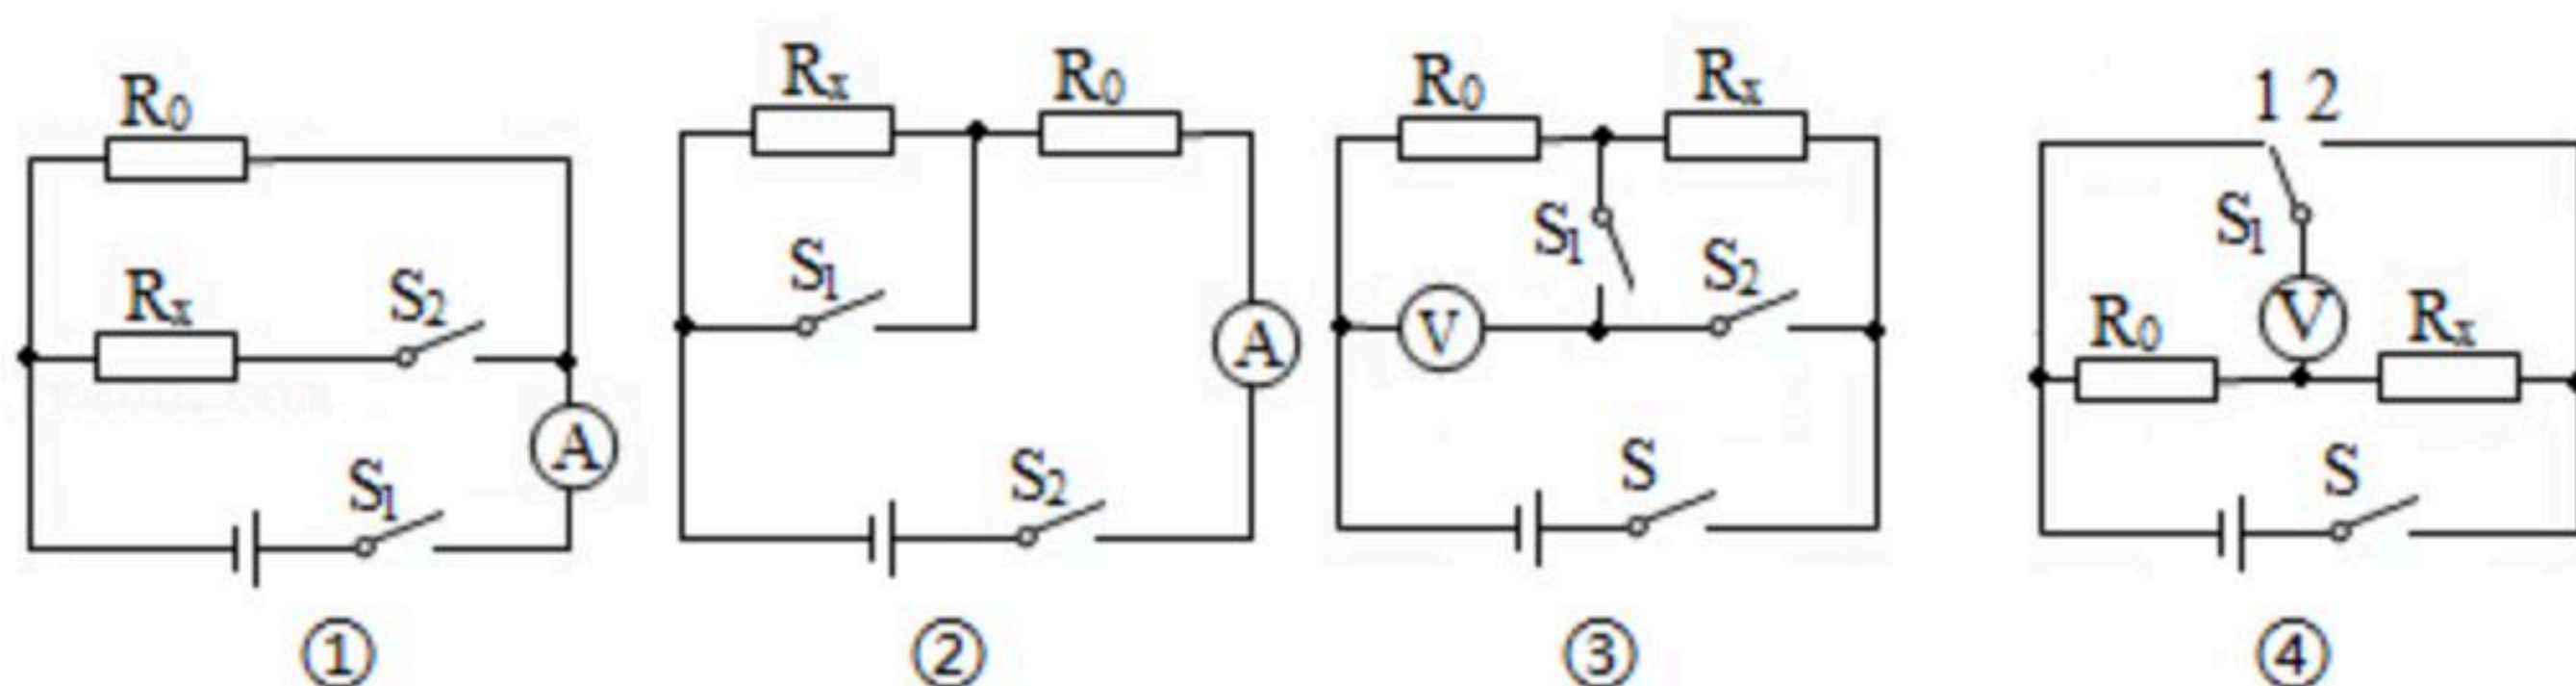 R0
Rx
S2
S1
A
①
Rx
R0
S1
S2
A
②
R0
Rx
S1
S2
V
S
③
1 2
S1
V
R0
Rx
S
④